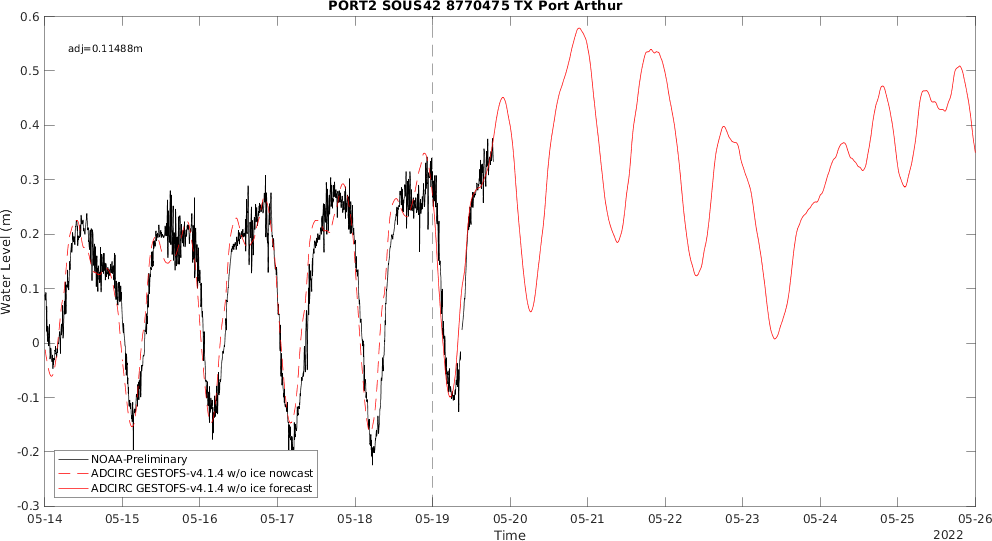 PORT2 SOUS42 8770475 TX Port Arthur
adj=0.11488m
Water Level (m)
0.6
0.5
0.4
0.3
0.2
0.1
0
-0.1
-0.2
-0.3
NOAA-Preliminary
ADCIRC GESTOFS-v4.1.4 w/o ice nowcast
ADCIRC GESTOFS-v4.1.4 w/o ice forecast
05-14 05-15 05-16 05-17 05-18 05-19 05-20 05-21 05-22 05-23 05-24 05-25 05-26
Time
2022